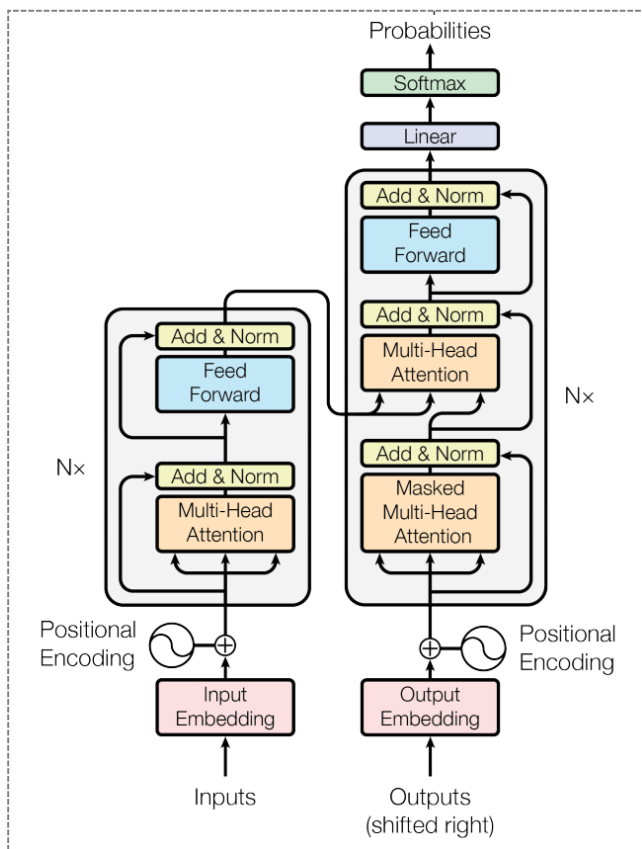 Probabilities
Softmax
Linear
Add & Norm
Feed
Forward
Add & Norm
Multi-Head
Attention
Nx
Add & Norm
Masked
Multi-Head
Attention
Add & Norm
Feed
Forward
Nx
Add & Norm
Multi-Head
Attention
Positional
Encoding
Positional
Encoding
Input
Embedding
Output
Embedding
Inputs
Outputs
(shifted right)